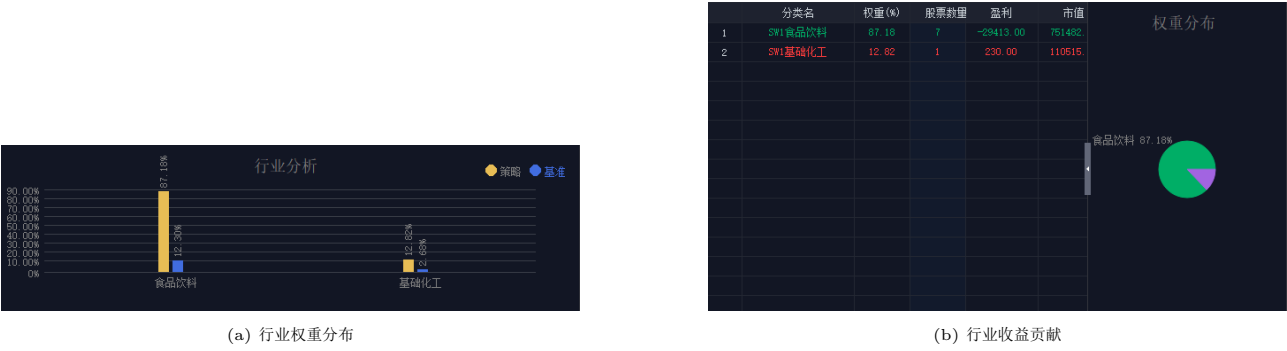 行业分析
策略 基准
87.18%
12.30%
12.82%
2.68%
90.00%
80.00%
70.00%
60.00%
50.00%
40.00%
30.00%
20.00%
10.00%
0%
食品饮料 基础化工
(a) 行业权重分布
分类名 权重(%) 股票数量 盈利 市值
1 SW1食品饮料 87.18 7 -29413.00 751482.
2 SW1基础化工 12.82 1 230.00 110515.
权重分布
食品饮料 87.18%
(b) 行业收益贡献